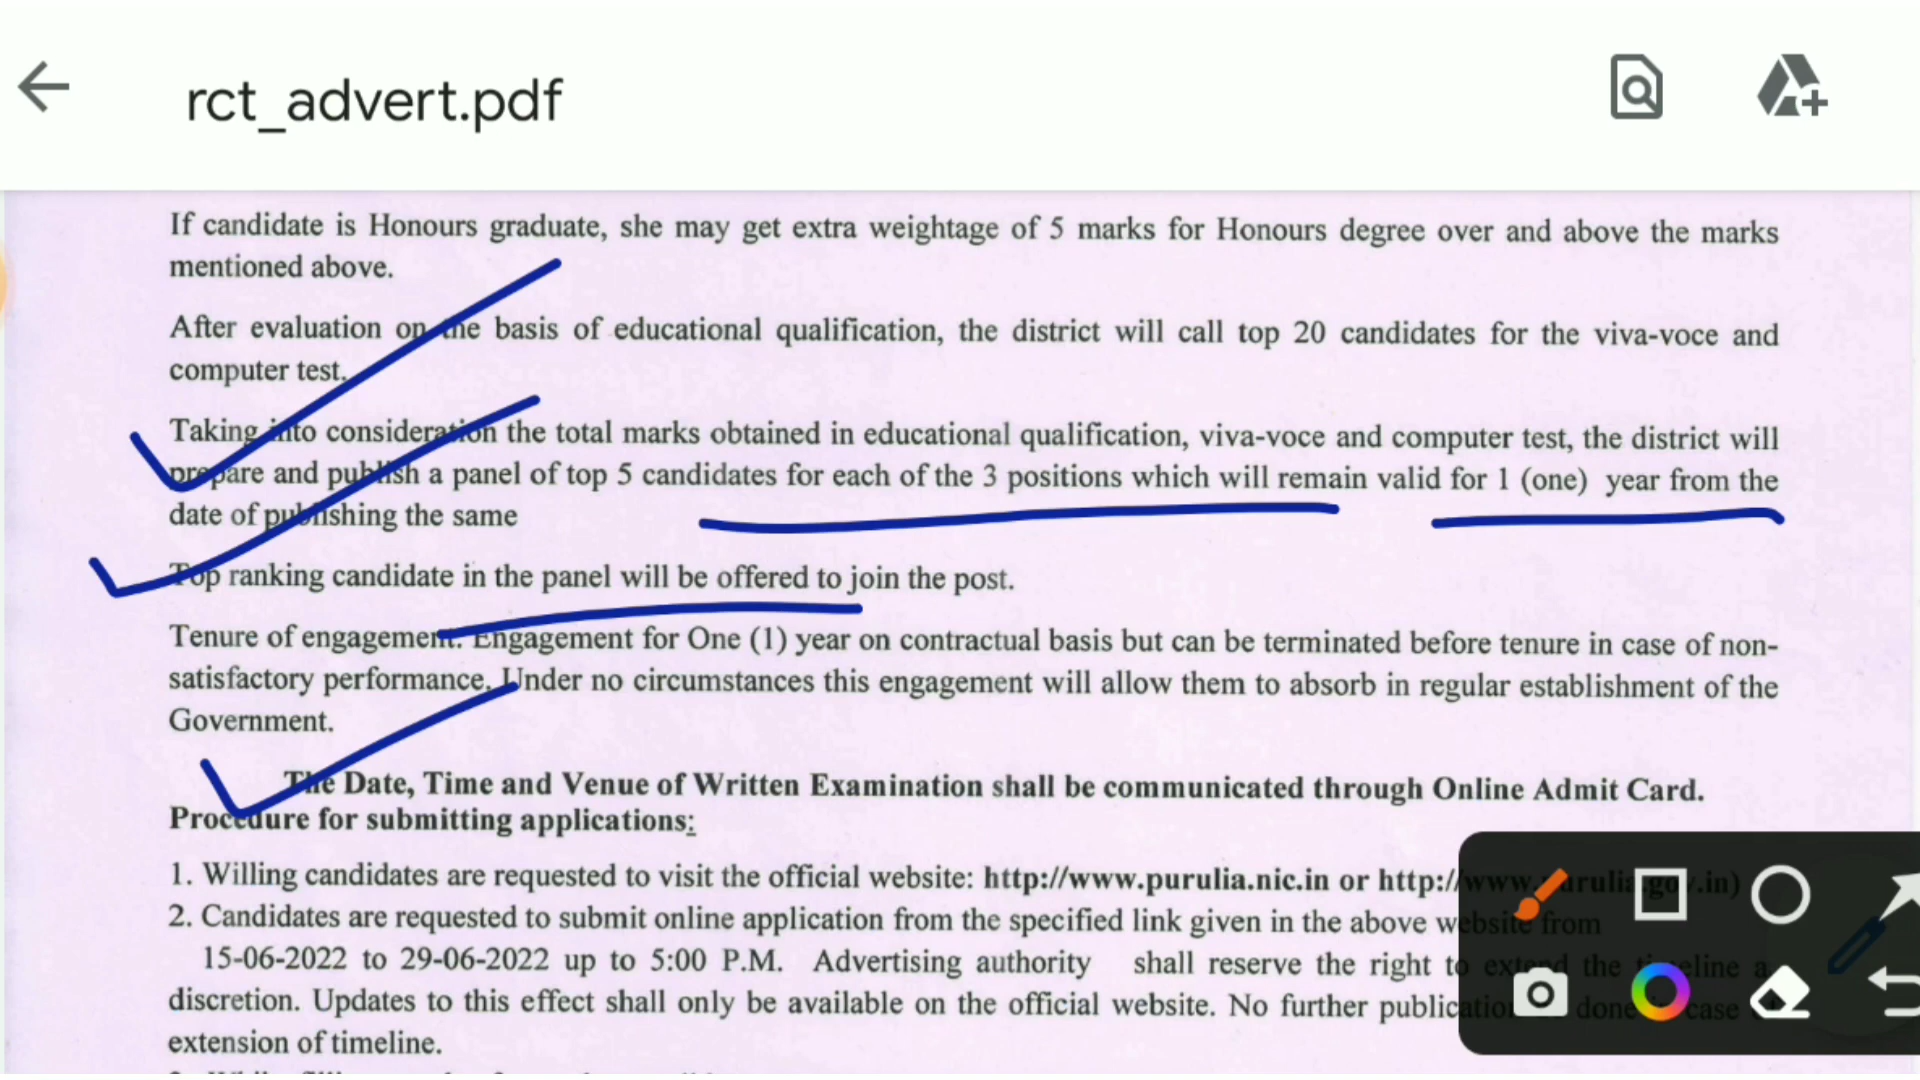 rct_advert.pdf
If candidate is Honours graduate, she may get extra weightage of 5 marks for Honours degree over and above the marks
mentioned above.
After evaluation on the basis of educational qualification, the district will call top 20 candidates for the viva-voce and
computer test.
Taking into consideration the total marks obtained in educational qualification, viva-voce and computer test, the district will
prepare and publish a panel of top 5 candidates for each of the 3 positions which will remain valid for 1 (one) year from the
date of publishing the same
Top ranking candidate in the panel will be offered to join the post.
Tenure of engagement: Engagement for One (1) year on contractual basis but can be terminated before tenure in case of non-
satisfactory performance. Under no circumstances this engagement will allow them to absorb in regular establishment of the
Government.
The Date, Time and Venue of Written Examination shall be communicated through Online Admit Card.
Procedure for submitting applications:
1. Willing candidates are requested to visit the official website: http://www.purulia.nic.in or http://www.purulia.gov.in)
2. Candidates are requested to submit online application from the specified link given in the above website from
15-06-2022 to 29-06-2022 up to 5:00 P.M. Advertising authority shall reserve the right to extend the timeline
discretion. Updates to this effect shall only be available on the official website. No further publication done case
extension of timeline.